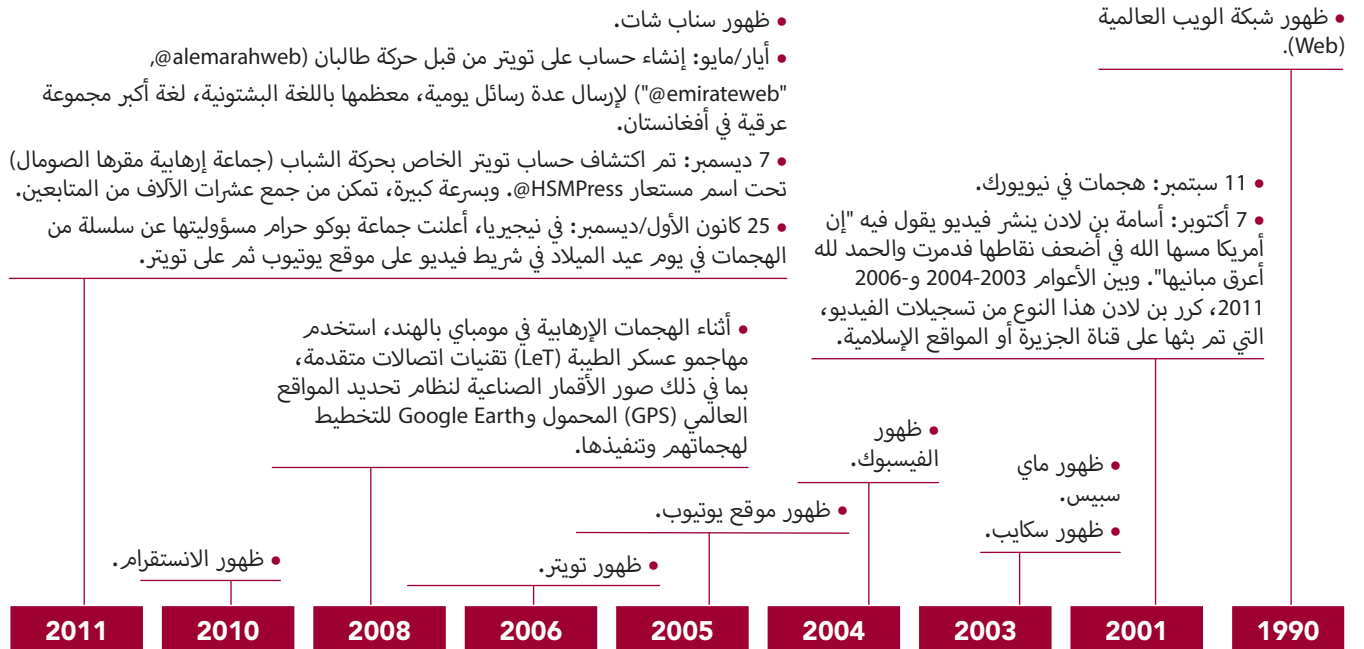 • ظهور شبكة الويب العالمية
(Web).
• 11 سبتمبر: هجمات في نيويورك.
• 7 أكتوبر: أسامة بن لادن ينشر فيديو يقول فيه "إن
أمريكا مسها الله في أضعف نقاطها فدمرت والحمد لله
أعرق مبانيها". وبين الأعوام 2003-2004 و2006-
2011، كرر بن لادن هذا النوع من تسجيلات الفيديو،
التي تم بثها على قناة الجزيرة أو المواقع الإسلامية.
• ظهور ماي
سبيس.
• ظهور سكايب.
• ظهور
الفيسبوك.
• ظهور موقع يوتيوب.
• ظهور تويتر.
• أثناء الهجمات الإرهابية في مومباي بالهند، استخدم
مهاجمو عسكر الطيبة (LeT) تقنيات اتصالات متقدمة،
بما في ذلك صور الأقمار الصناعية لنظام تحديد المواقع
العالمي (GPS) المحمول وGoogle Earth للتخطيط
لهجماتهم وتنفيذها.
• ظهور الانستقرام.
• ظهور سناب شات.
• أيار/مايو: إنشاء حساب على تويتر من قبل حركة طالبان (alemarahweb@,
"emirateweb@") لإرسال عدة رسائل يومية، معظمها باللغة البشتونية، لغة أكبر مجموعة
عرقية في أفغانستان.
• 7 ديسمبر: تم اكتشاف حساب تويتر الخاص بحركة الشباب (جماعة إرهابية مقرها الصومال)
تحت اسم مستعار HSMPress@. وبسرعة كبيرة، تمكن من جمع عشرات الآلاف من المتابعين.
• 25 كانون الأول/ديسمبر: في نيجيريا، أعلنت جماعة بوكو حرام مسؤوليتها عن سلسلة من
الهجمات في يوم عيد الميلاد في شريط فيديو على موقع يوتيوب ثم على تويتر.
1990
2001
2003
2004
2005
2006
2008
2010
2011